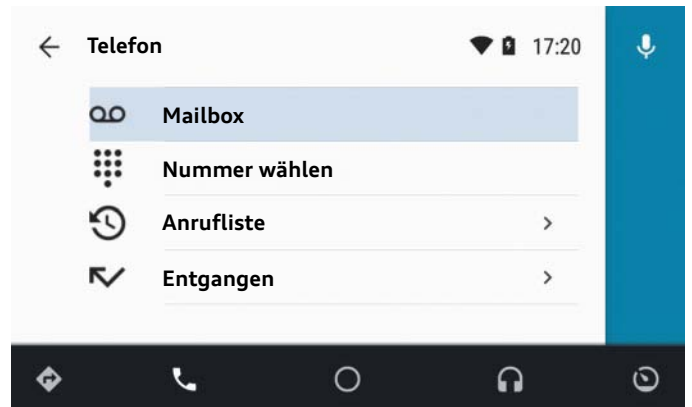 Telefon 17:20
Mailbox
Nummer wählen
Anrufliste
Entgangen